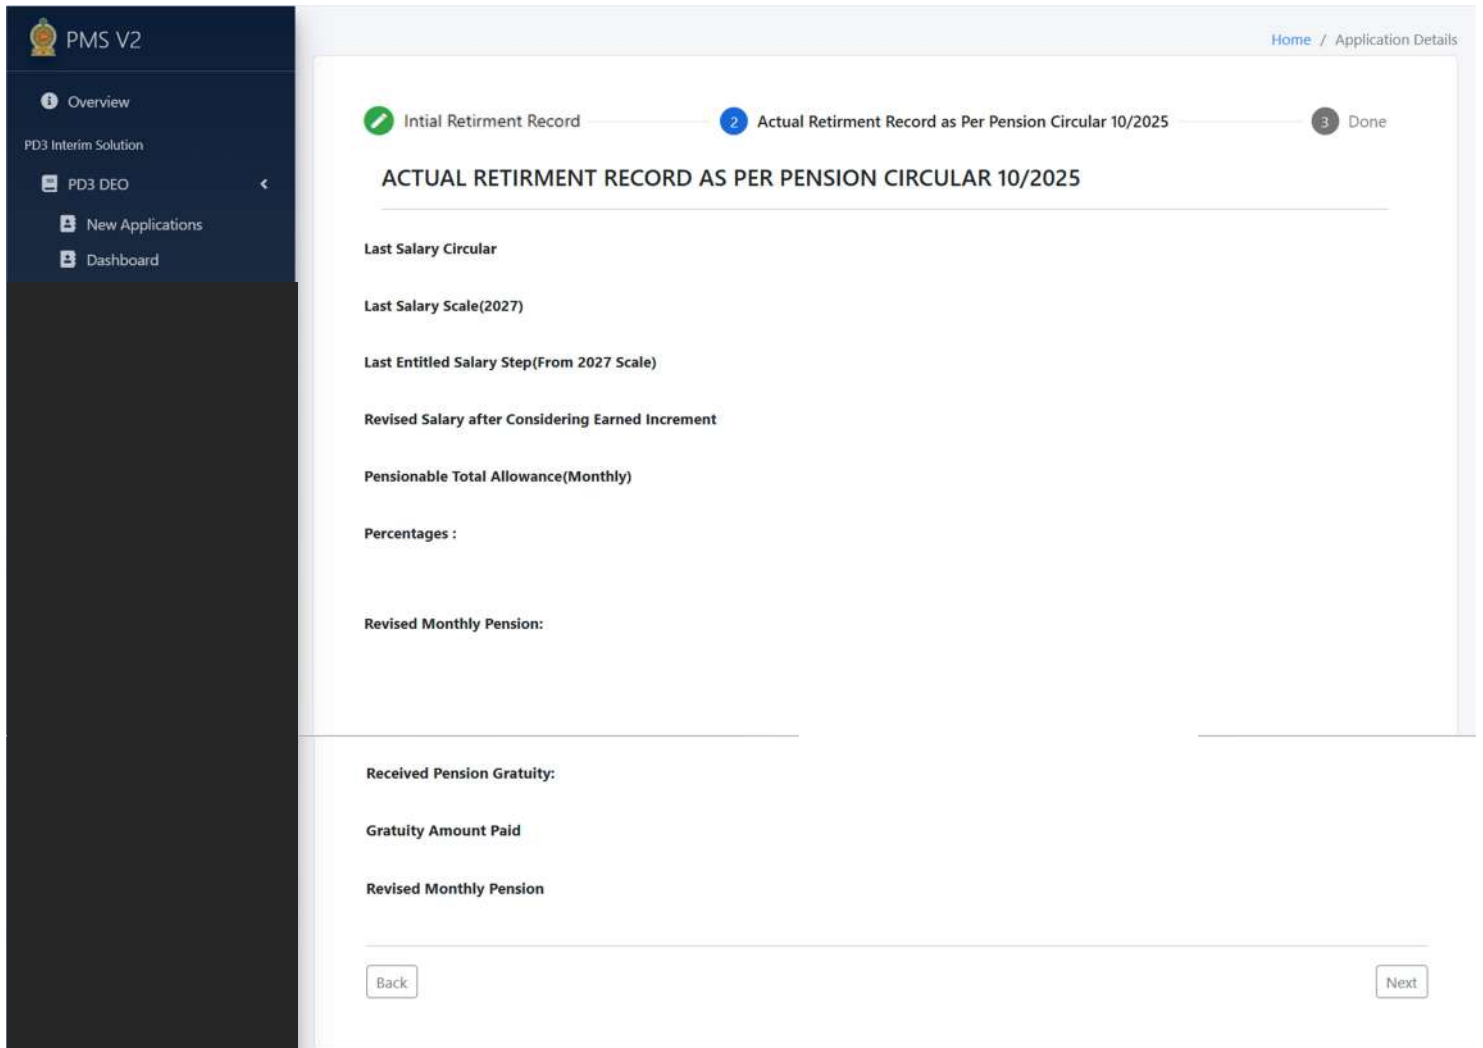 PMS V2
Home / Application Details
Overview
PD3 Interim Solution
PD3 DEO
New Applications
Dashboard
Intial Retirment Record
2 Actual Retirment Record as Per Pension Circular 10/2025
3 Done
ACTUAL RETIRMENT RECORD AS PER PENSION CIRCULAR 10/2025
Last Salary Circular
Last Salary Scale(2027)
Last Entitled Salary Step(From 2027 Scale)
Revised Salary after Considering Earned Increment
Pensionable Total Allowance(Monthly)
Percentages :
Revised Monthly Pension:
Received Pension Gratuity:
Gratuity Amount Paid
Revised Monthly Pension
Back
Next